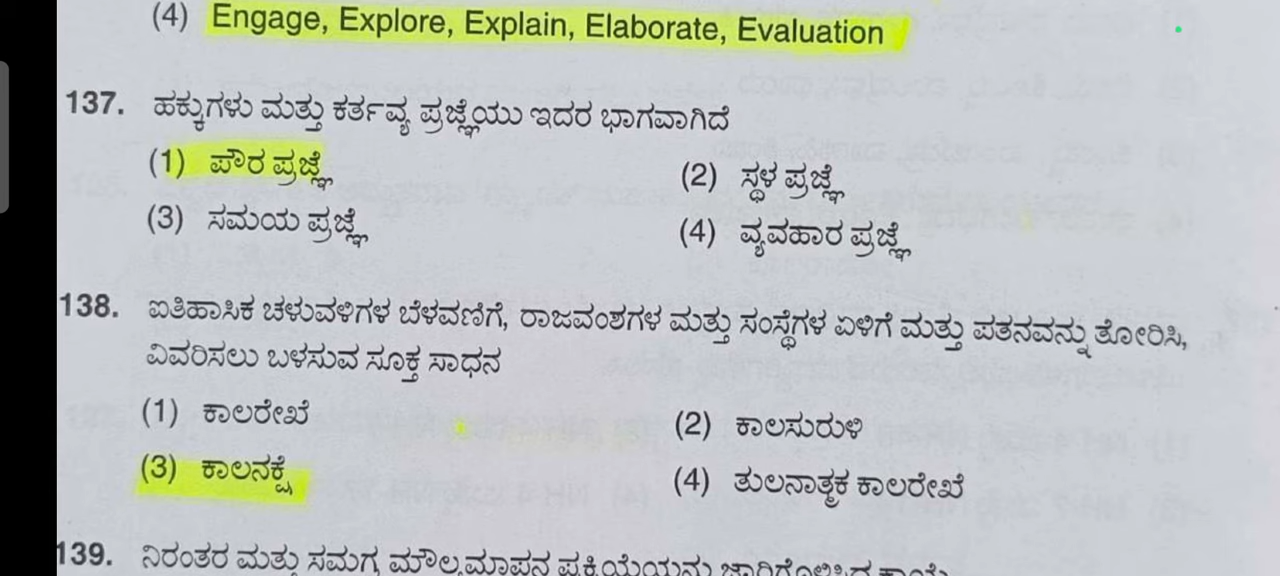 (4) Engage, Explore, Explain, Elaborate, Evaluation
137. ಹಕ್ಕುಗಳು ಮತ್ತು ಕರ್ತವ್ಯ ಪ್ರಜ್ಞೆಯು ಇದರ ಭಾಗವಾಗಿದೆ
(1) ಪೌರ ಪ್ರಜ್ಞೆ (2) ಸ್ಥಳ ಪ್ರಜ್ಞೆ
(3) ಸಮಯ ಪ್ರಜ್ಞೆ (4) ವ್ಯವಹಾರ ಪ್ರಜ್ಞೆ
138. ಐತಿಹಾಸಿಕ ಚಳುವಳಿಗಳ ಬೆಳವಣಿಗೆ, ರಾಜವಂಶಗಳ ಮತ್ತು ಸಂಸ್ಥೆಗಳ ಏಳಿಗೆ ಮತ್ತು ಪತನವನ್ನು ತೋರಿಸಿ,
ವಿವರಿಸಲು ಬಳಸುವ ಸೂಕ್ತ ಸಾಧನ
(1) ಕಾಲರೇಖೆ (2) ಕಾಲಸುರುಳಿ
(3) ಕಾಲನಕ್ಷೆ (4) ತುಲನಾತ್ಮಕ ಕಾಲರೇಖೆ
139. ನಿರಂತರ ಮತ್ತು ಸಮಗ್ರ ಮೌಲ್ಯಮಾಪನ ಪ್ರಕ್ರಿಯೆಯನ್ನು ಜಾರಿಗೊಳಿಸಿದ ಕಾಯ್ದೆ